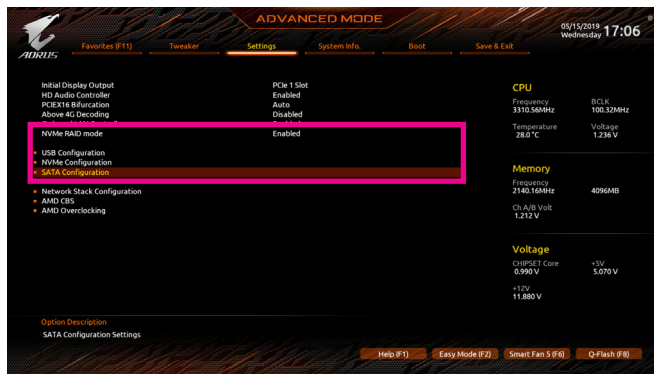 ADVANCED MODE
05/15/2019 17:06
Wednesday
AORUS
Favorites (F11) Tweaker Settings System Info. Boot Save & Exit
Initial Display Output PCIe 1 Slot
HD Audio Controller Enabled
PCIEX16 Bifurcation Auto
Above 4G Decoding Disabled
NVMe RAID mode Enabled
USB Configuration
NVMe Configuration
SATA Configuration
Network Stack Configuration
AMD CBS
AMD Overclocking
CPU
Frequency BCLK
3310.56MHz 100.32MHz
Temperature Voltage
28.0 °C 1.236 V
Memory
Frequency
2140.16MHz 4096MB
Ch A/B Volt
1.212 V
Voltage
CHIPSET Core +5V
0.990 V 5.070 V
+12V
11.880 V
Option Description
SATA Configuration Settings
Help (F1) Easy Mode (F2) Smart Fan 5 (F6) Q-Flash (F8)